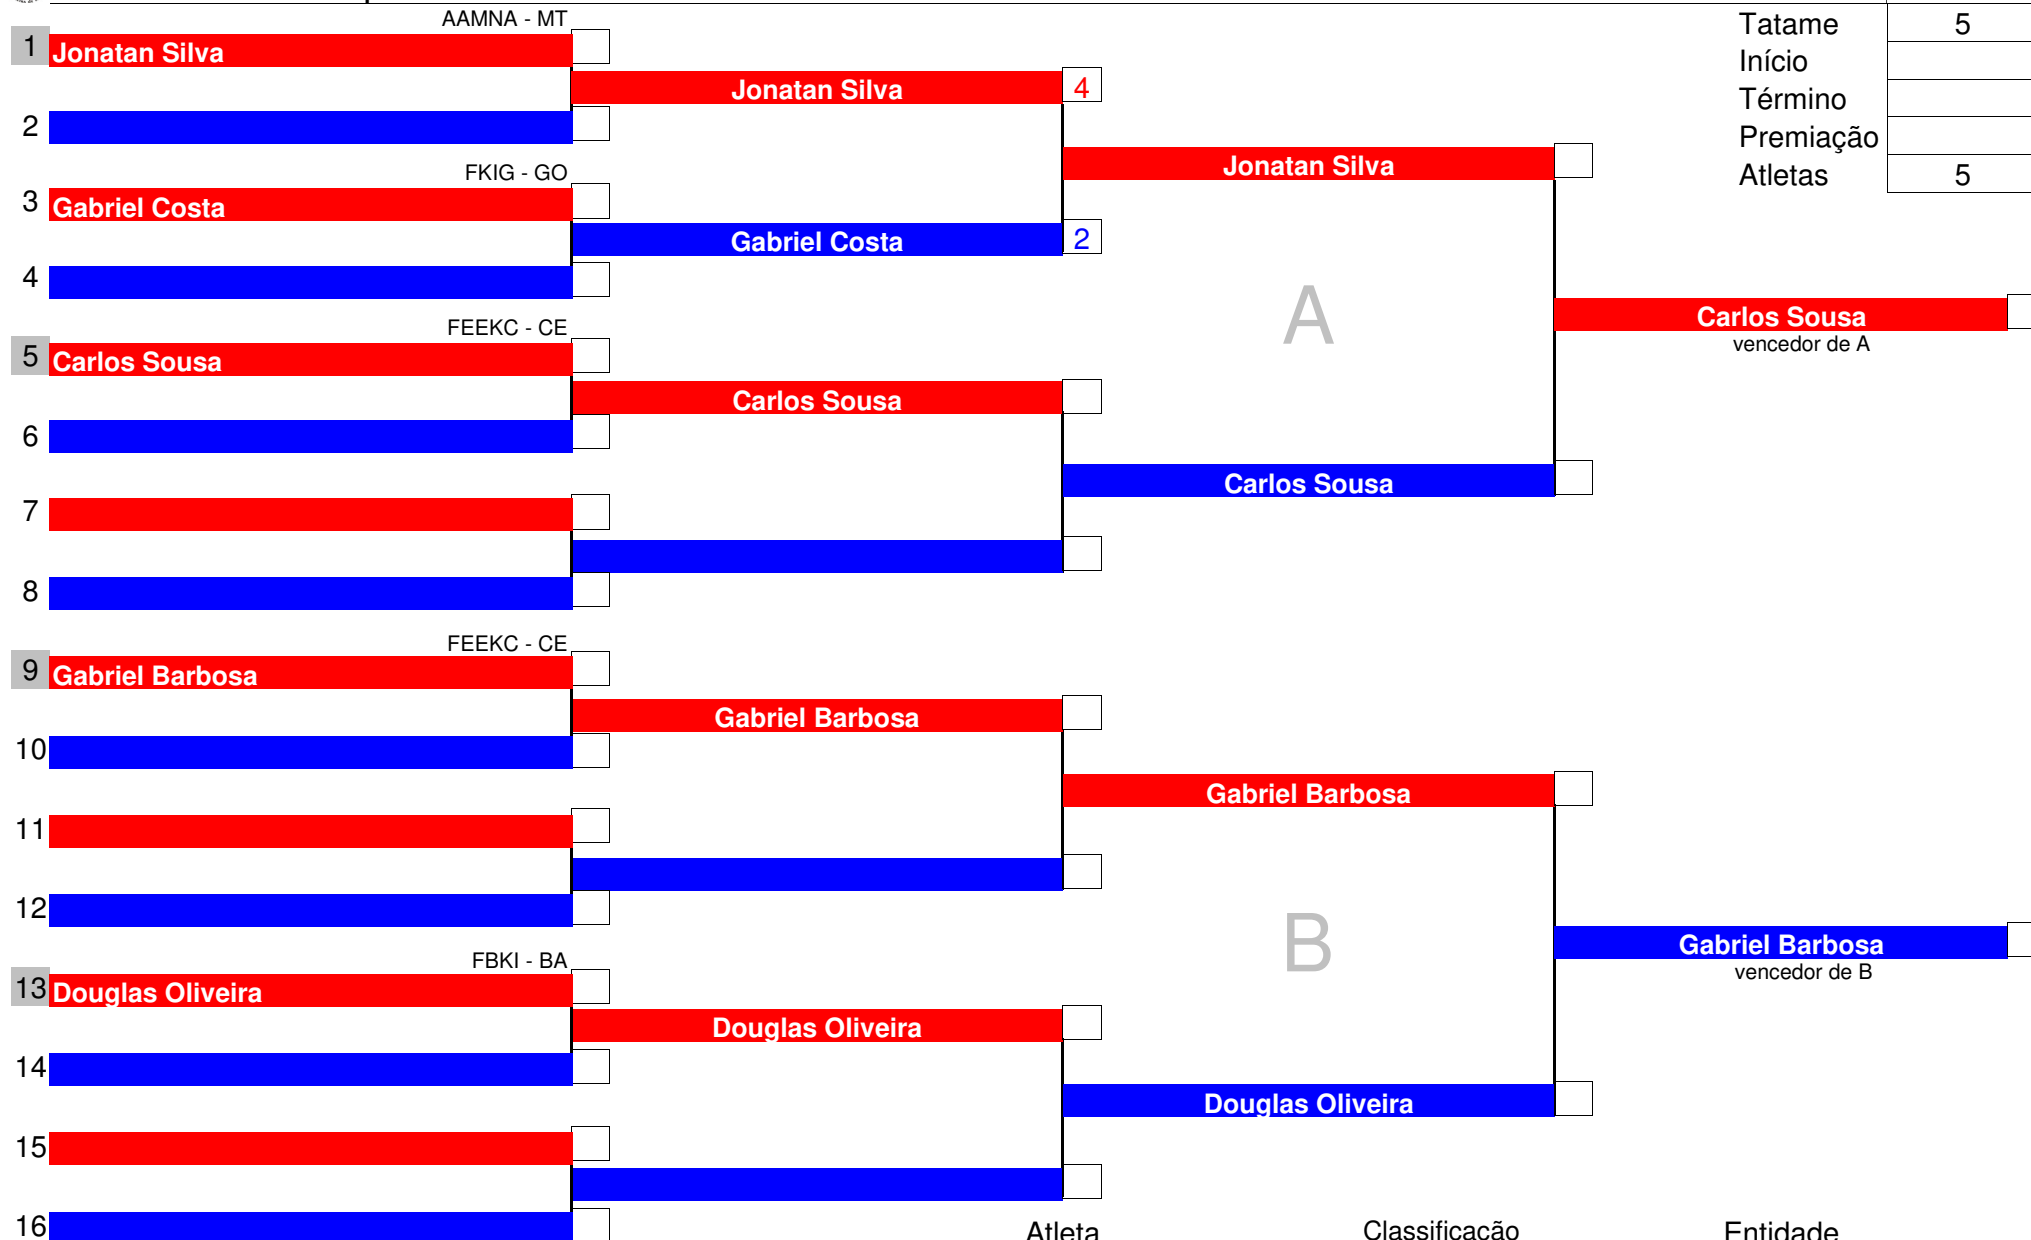 AAMNA - MT
Tatame 5
1 Jonatan Silva
Início
Jonatan Silva 4
Término
2
Premiação
Jonatan Silva
FKIG - GO
Atletas 5
3 Gabriel Costa
Gabriel Costa 2
4
A
Carlos Sousa
FEEKC - CE
vencedor de A
5 Carlos Sousa
Carlos Sousa
6
Carlos Sousa
7
8
FEEKC - CE
9 Gabriel Barbosa
Gabriel Barbosa
10
Gabriel Barbosa
11
12
B
Gabriel Barbosa
FBKI - BA
vencedor de B
13 Douglas Oliveira
Douglas Oliveira
14
Douglas Oliveira
15
16
Atleta Classificação Entidade